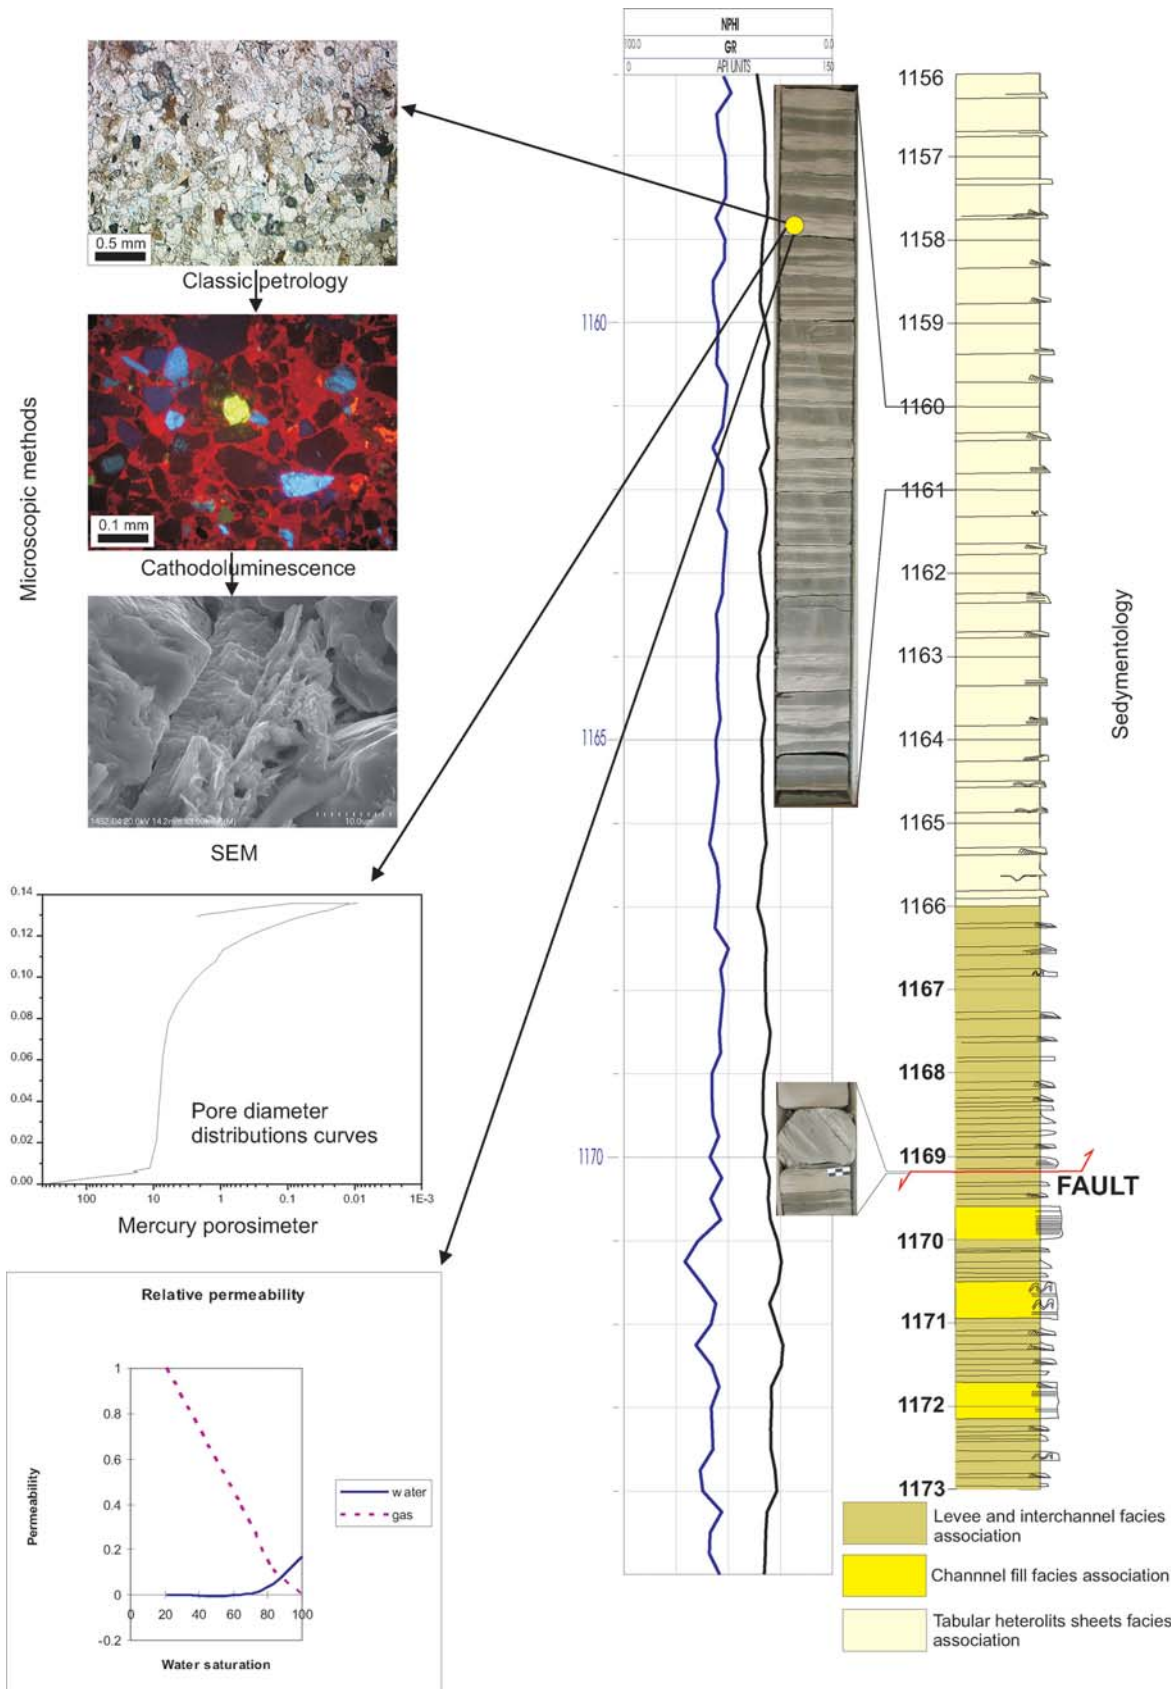 NPHI
100.0 0.0
GR
0 API UNITS 150
1160
1165
1170
Microscopic methods
0.5 mm
Classic petrology
0.1 mm
Cathodoluminescence
10.0um
SEM
0.14
0.12
0.10
0.08
0.06
0.04
0.02
0.00
Pore diameter
distributions curves
100 10 1 0.1 0.01 1E-3
Mercury porosimeter
Relative permeability
Permeability
1
0.8
0.6
0.4
0.2
0
-0.2
0 20 40 60 80 100
Water saturation
water
gas
1156
1157
1158
1159
1160
1161
1162
1163
1164
1165
1166
1167
1168
1169
1170
1171
1172
1173
Sedymentology
FAULT
Levee and interchannel facies
association
Channnel fill facies association
Tabular heterolits sheets facies
association